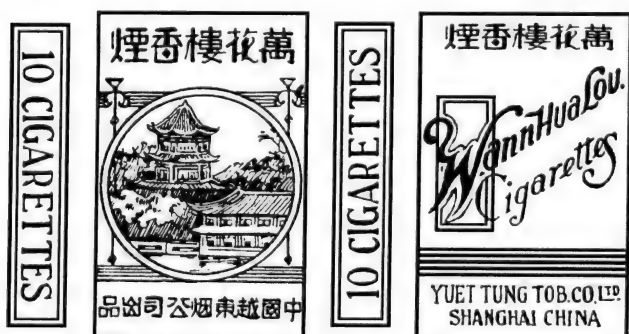 10 CIGARETTES
萬花樓香煙
中國越東烟公司出品
10 CIGARETTES
萬花樓香煙
WannHuaLou.
Cigarettes
YUET TUNG TOB.CO,LTD.
SHANGHAI CHINA